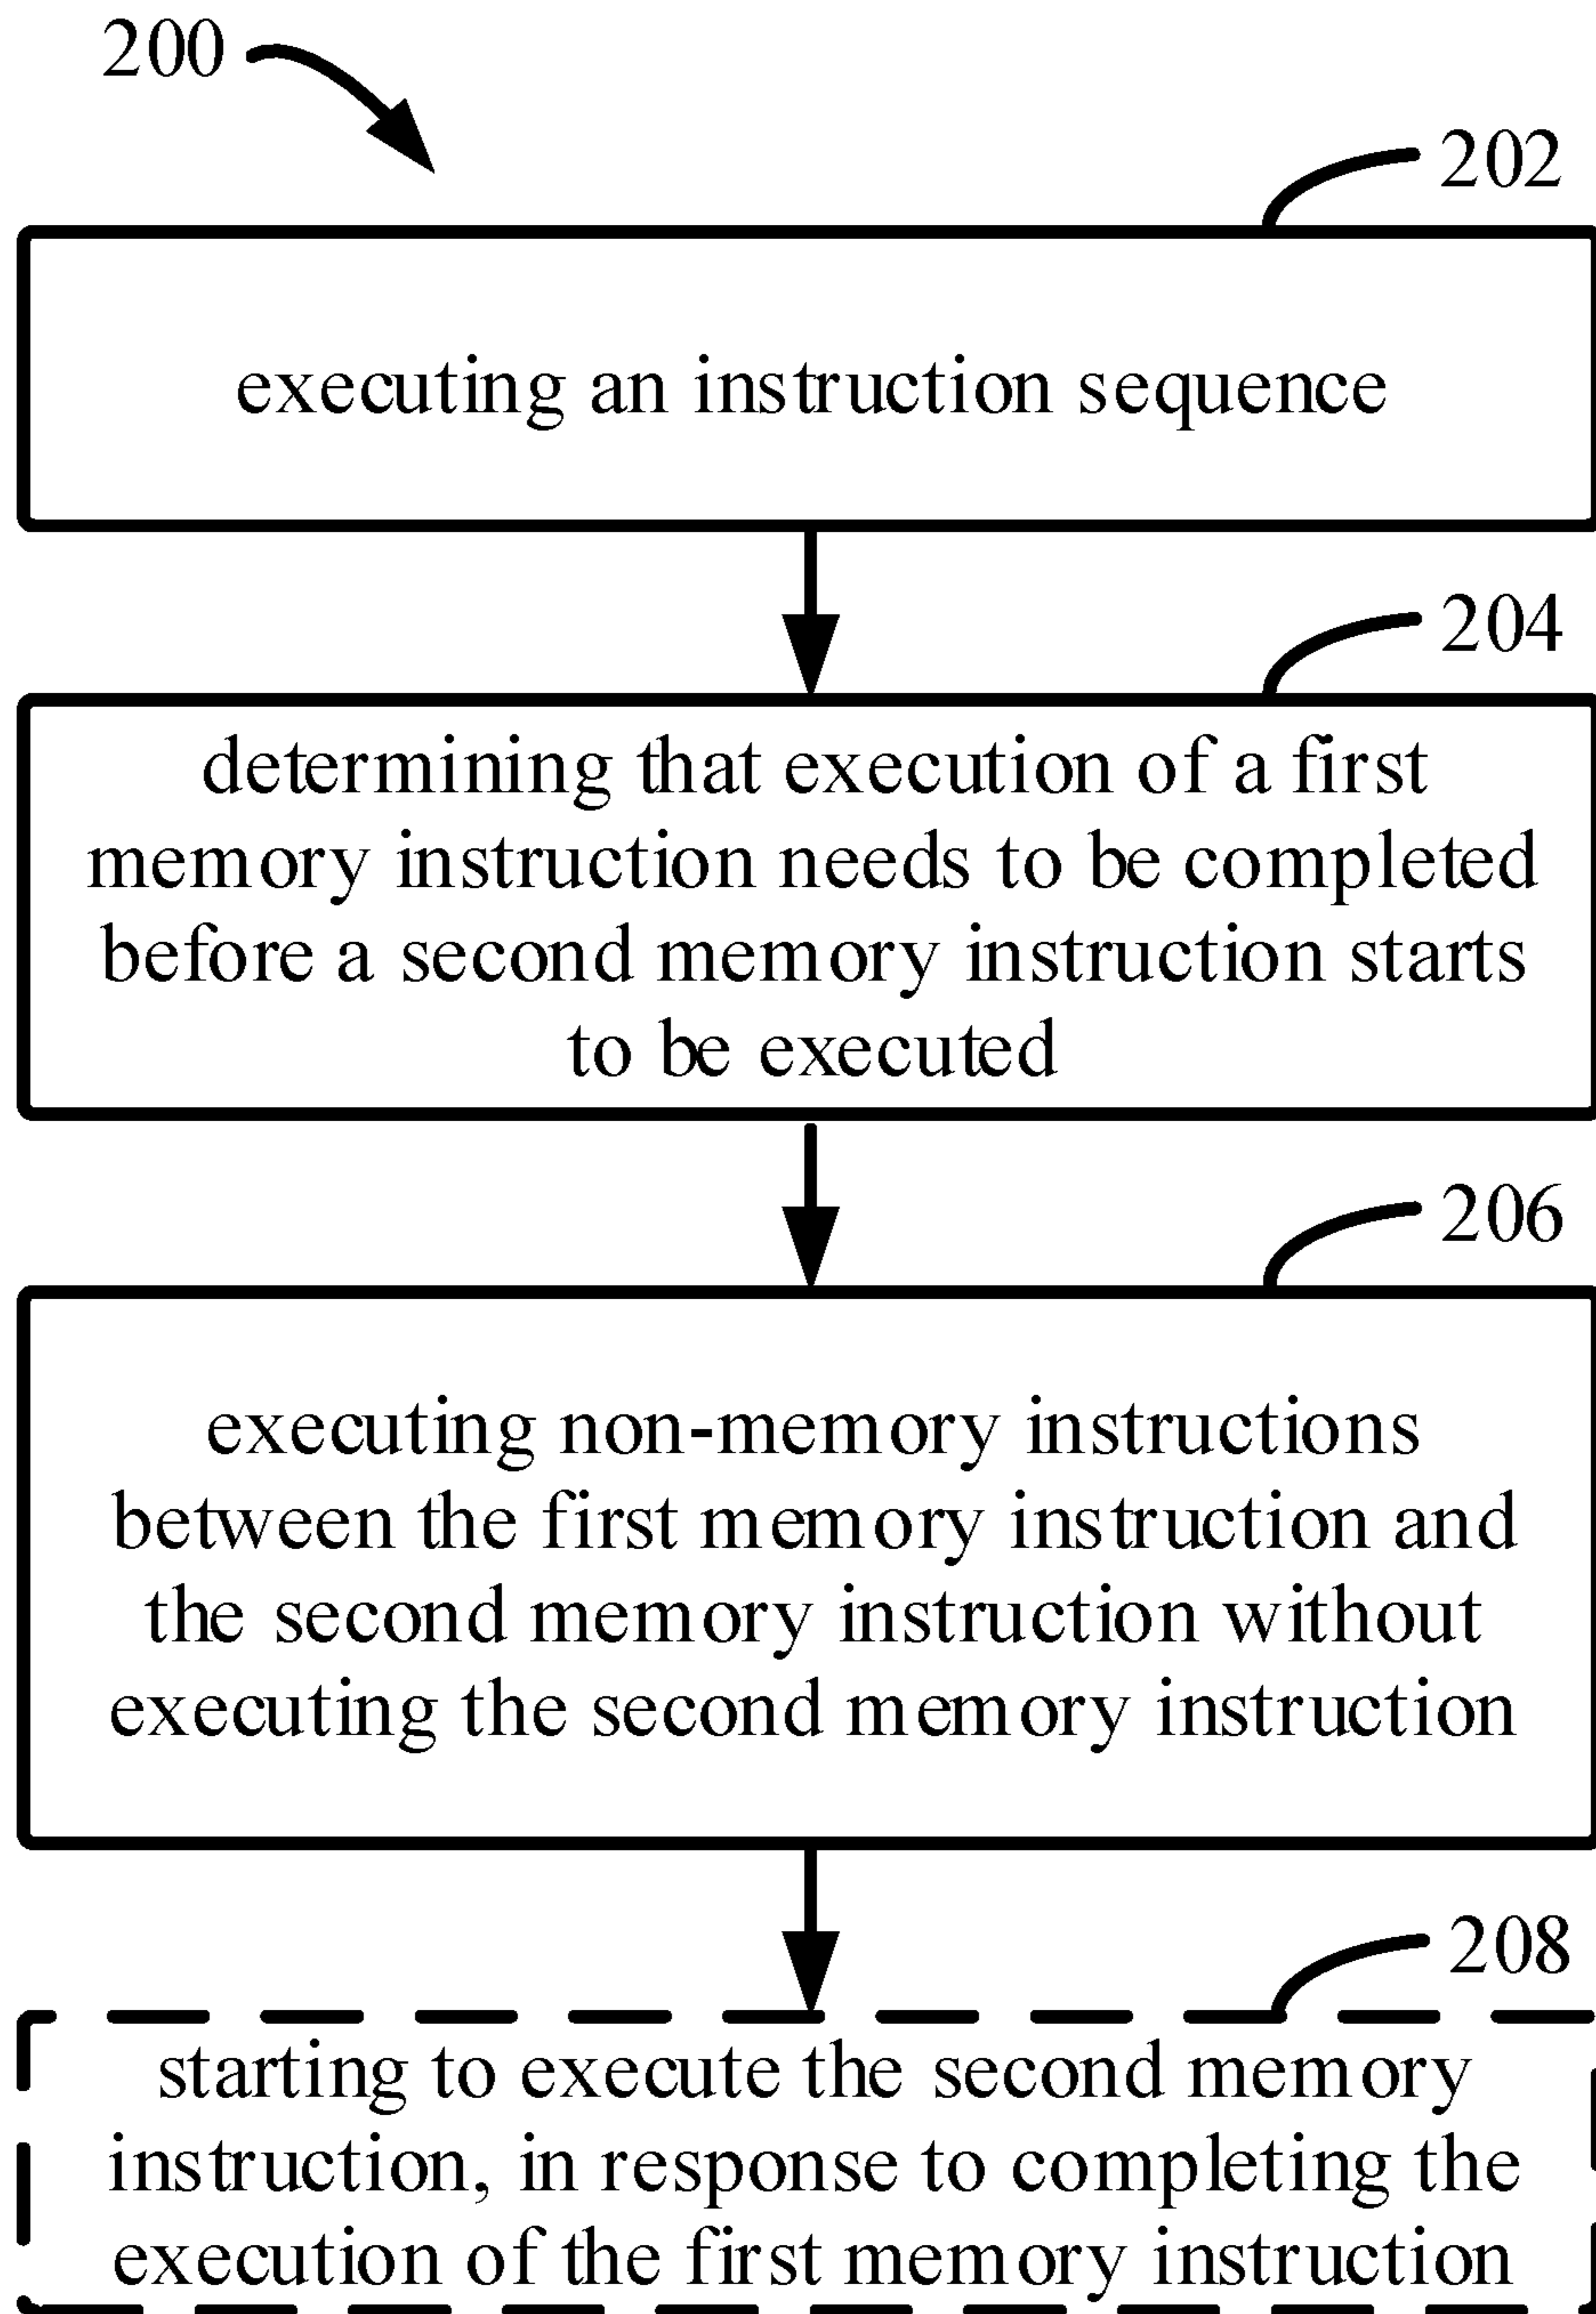 200
202
executing an instruction sequence
204
determining that execution of a first
memory instruction needs to be completed
before a second memory instruction starts
to be executed
206
executing non-memory instructions
between the first memory instruction and
the second memory instruction without
executing the second memory instruction
208
starting to execute the second memory
instruction, in response to completing the
execution of the first memory instruction